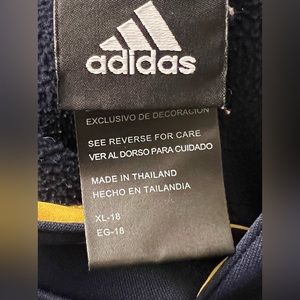 adidas
EXCLUSIVO DE DECORACIÓN
SEE REVERSE FOR CARE
VER AL DORSO PARA CUIDADO
MADE IN THAILAND
HECHO EN TAILANDIA
XL-18
EG-18